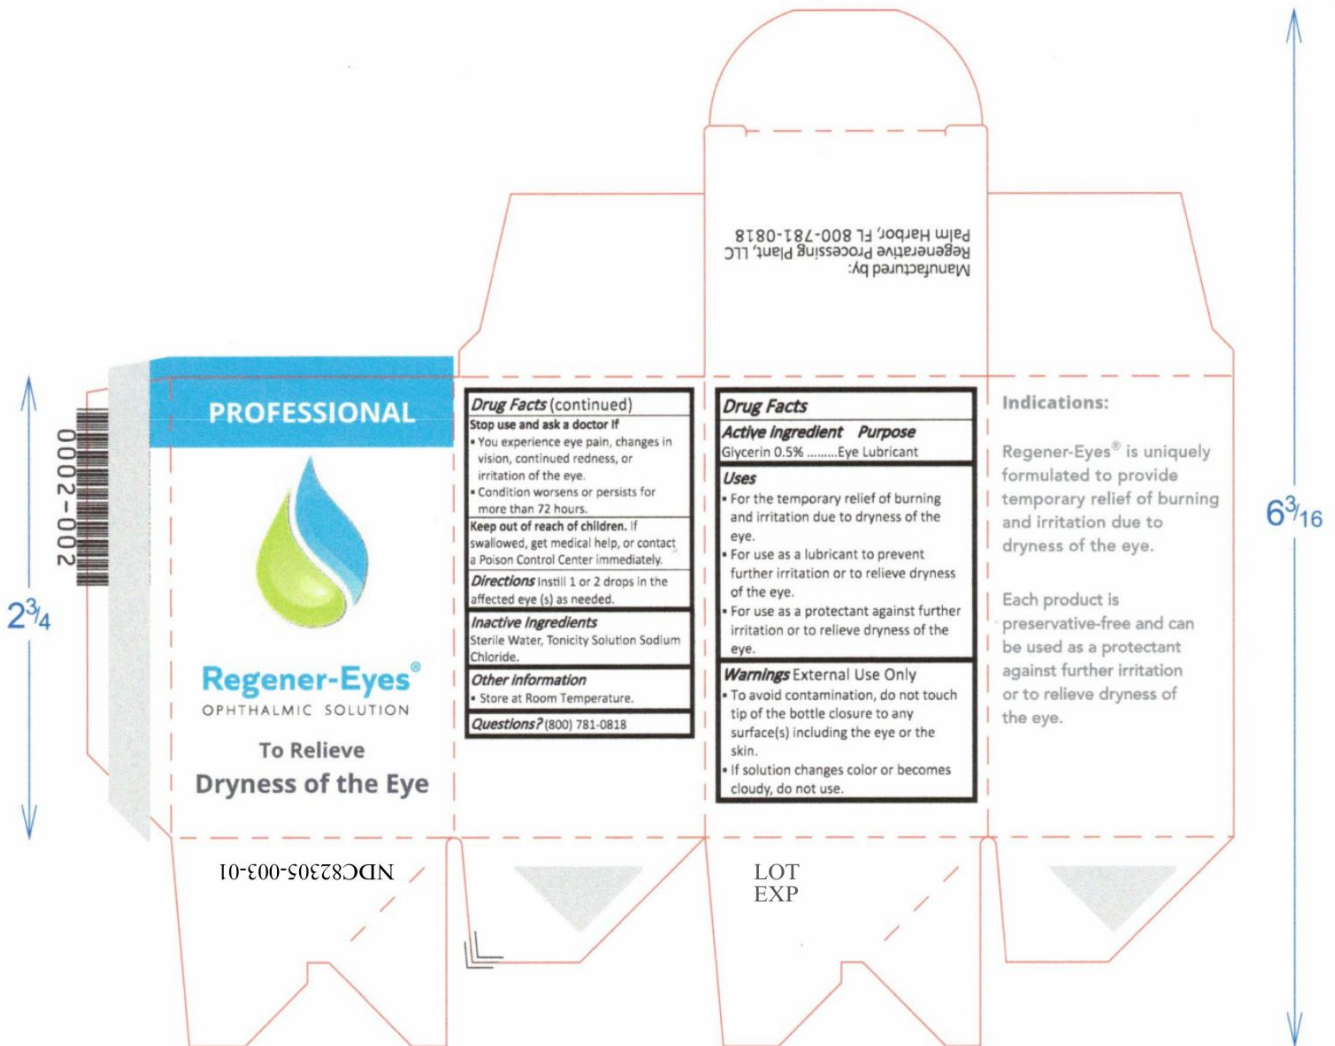 Manufactured by:
Regenerative Processing Plant, LLC
Palm Harbor, FL 800-781-0818
PROFESSIONAL
Regener-Eyes®
OPHTHALMIC SOLUTION
To Relieve
Dryness of the Eye
0002-002
NDC82305-003-01
Drug Facts (continued)
Stop use and ask a doctor If
▪ You experience eye pain, changes in
vision, continued redness, or
irritation of the eye.
▪ Condition worsens or persists for
more than 72 hours.
Keep out of reach of children. If
swallowed, get medical help, or contact
a Poison Control Center immediately.
Directions Instill 1 or 2 drops in the
affected eye (s) as needed.
Inactive Ingredients
Sterile Water, Tonicity Solution Sodium
Chloride.
Other information
▪ Store at Room Temperature.
Questions? (800) 781-0818
Drug Facts
Active ingredient Purpose
Glycerin 0.5% .........Eye Lubricant
Uses
▪ For the temporary relief of burning
and irritation due to dryness of the
eye.
▪ For use as a lubricant to prevent
further irritation or to relieve dryness
of the eye.
▪ For use as a protectant against further
irritation or to relieve dryness of the
eye.
Warnings External Use Only
▪ To avoid contamination, do not touch
tip of the bottle closure to any
surface(s) including the eye or the
skin.
▪ If solution changes color or becomes
cloudy, do not use.
LOT
EXP
Indications:
Regener-Eyes® is uniquely
formulated to provide
temporary relief of burning
and irritation due to
dryness of the eye.
Each product is
preservative-free and can
be used as a protectant
against further irritation
or to relieve dryness of
the eye.
2 3/4
6 3/16